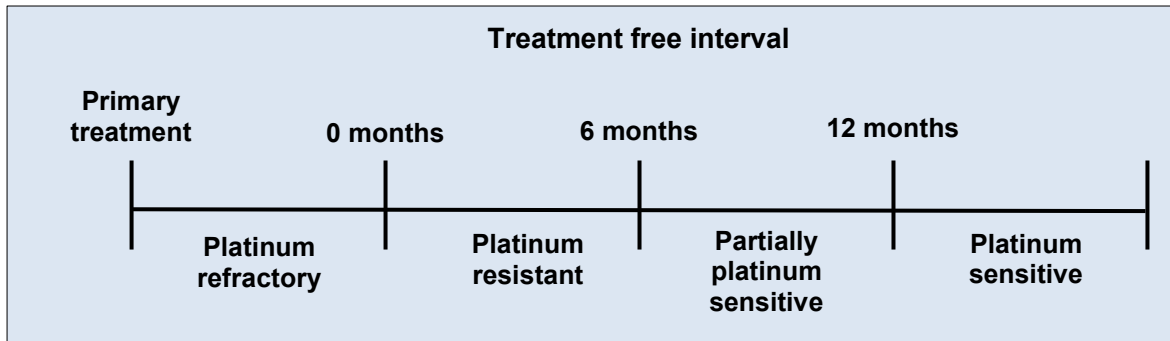 Treatment free interval
Primary
treatment
0 months
6 months
12 months
Platinum
refractory
Platinum
resistant
Partially
platinum
sensitive
Platinum
sensitive